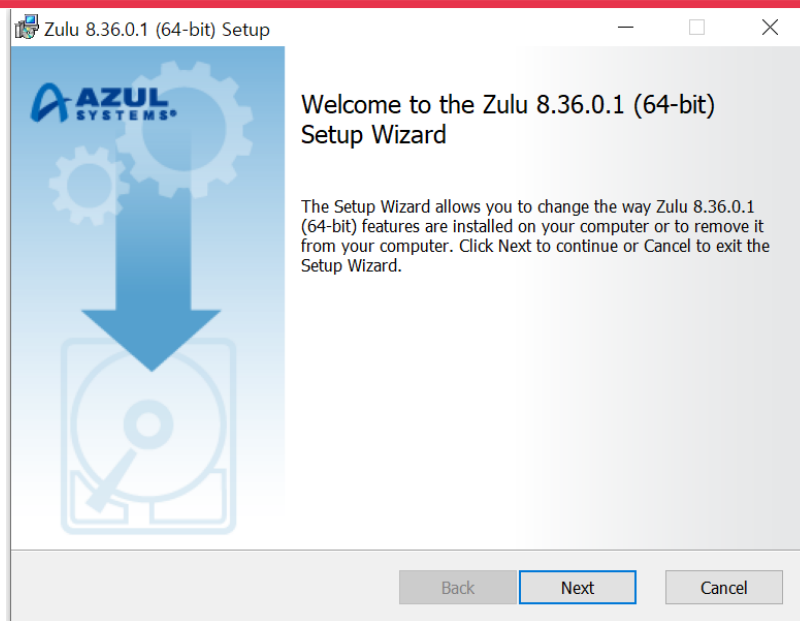 Zulu 8.36.0.1 (64-bit) Setup
AZUL
SYSTEMS®
Welcome to the Zulu 8.36.0.1 (64-bit)
Setup Wizard
The Setup Wizard allows you to change the way Zulu 8.36.0.1
(64-bit) features are installed on your computer or to remove it
from your computer. Click Next to continue or Cancel to exit the
Setup Wizard.
Back
Next
Cancel